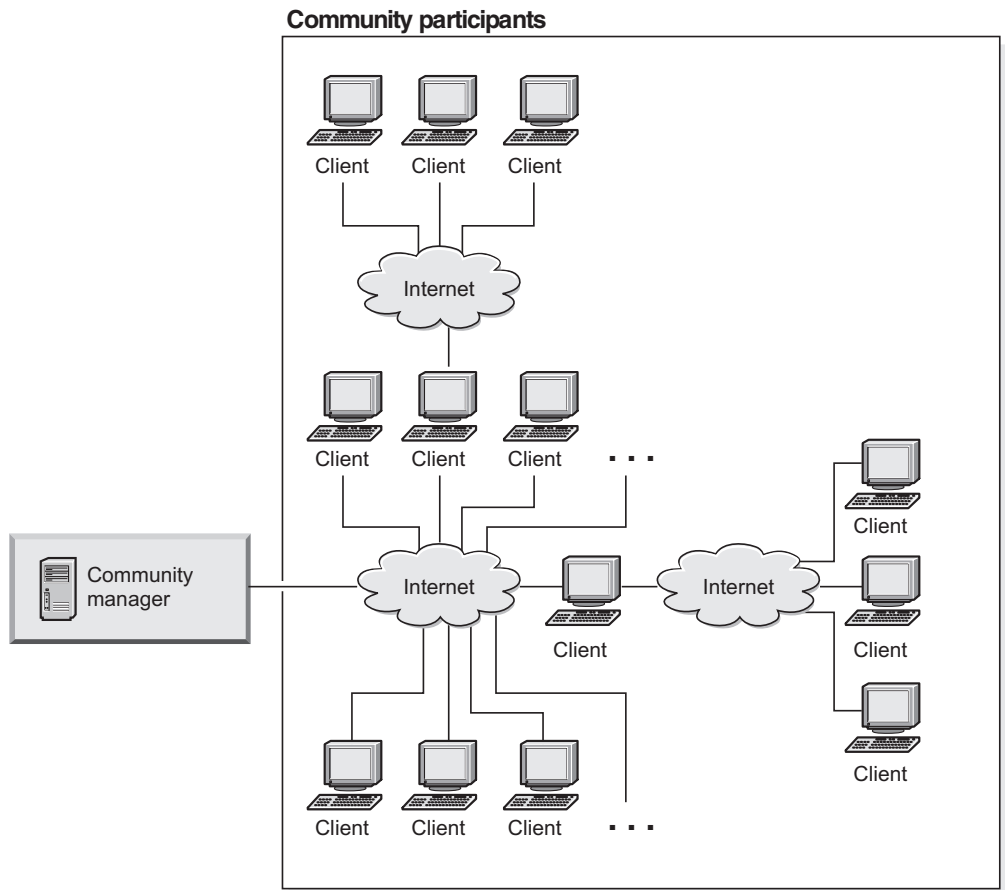 Community participants
Client Client Client
Internet
Client Client Client . . .
Client
Community
manager
Internet
Client
Internet
Client
Client
Client Client Client . . .